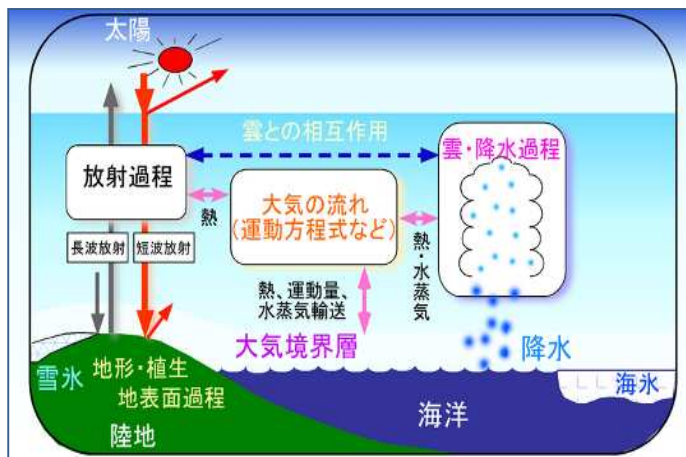 太陽
雲との相互作用
雲・降水過程
放射過程
熱
大気の流れ
(運動方程式など)
熱・水蒸気
長波放射
短波放射
熱、運動量、
水蒸気輸送
大気境界層
降水
雪氷
地形・植生
地表面過程
陸地
海洋
海氷